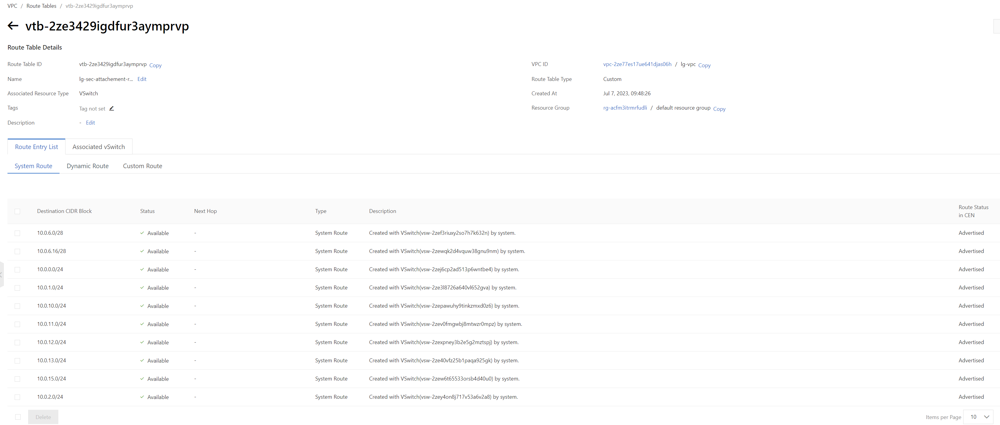 VPC / Route Tables / vtb-2ze3429igdfur3aymprvp
vtb-2ze3429igdfur3aymprvp
Route Table Details
Route Table ID vtb-2ze3429igdfur3aymprvp Copy VPC ID vpc-2ze77es17ue641djas06h / lg-vpc Copy
Name lg-sec-attachement-r... Edit Route Table Type Custom
Associated Resource Type VSwitch Created At Jul 7, 2023, 09:48:26
Tags Tag not set Resource Group rg-acfm3itrmrfudli / default resource group Copy
Description - Edit
Route Entry List Associated vSwitch
System Route Dynamic Route Custom Route
Destination CIDR Block Status Next Hop Type Description Route Status in CEN
10.0.6.0/28 Available - System Route Created with VSwitch(vsw-2zef3riuxy2so7h7k632n) by system. Advertised
10.0.6.16/28 Available - System Route Created with VSwitch(vsw-2zewqk2d4vquw38gnu9nm) by system. Advertised
10.0.0.0/24 Available - System Route Created with VSwitch(vsw-2zej6cp2ad513p6wntbe4) by system. Advertised
10.0.1.0/24 Available - System Route Created with VSwitch(vsw-2ze3l8726a640vl652gva) by system. Advertised
10.0.10.0/24 Available - System Route Created with VSwitch(vsw-2zepawuhy9tinkzmxd0z6) by system. Advertised
10.0.11.0/24 Available - System Route Created with VSwitch(vsw-2zev0fmgwbj8mtwzr0mpz) by system. Advertised
10.0.12.0/24 Available - System Route Created with VSwitch(vsw-2zexpney3b2e5g2mztspj) by system. Advertised
10.0.13.0/24 Available - System Route Created with VSwitch(vsw-2ze40vfz25b1paqa925gk) by system. Advertised
10.0.15.0/24 Available - System Route Created with VSwitch(vsw-2zew6t65533orsb4d40u0) by system. Advertised
10.0.2.0/24 Available - System Route Created with VSwitch(vsw-2zey4on8j717v53a6v2a8) by system. Advertised
Delete Items per Page 10